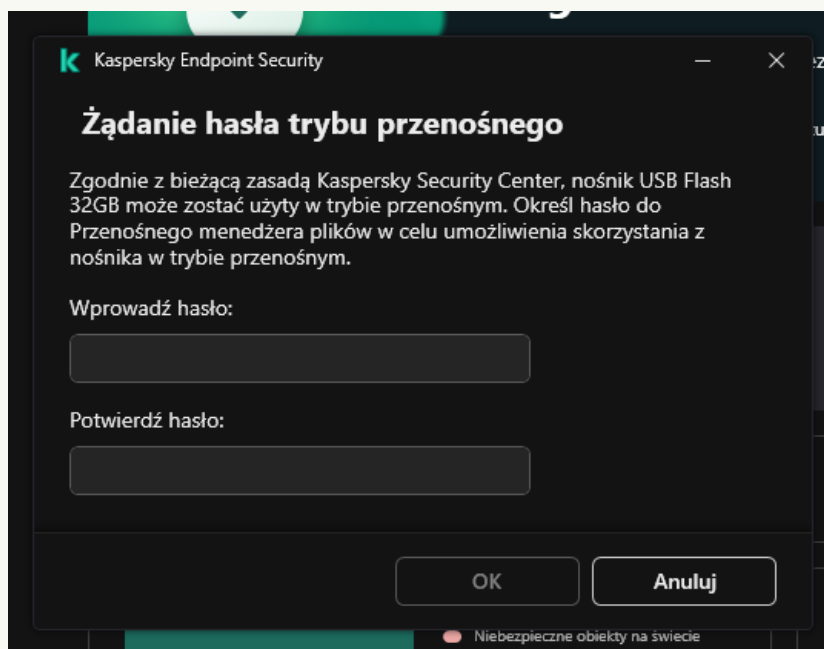 Kaspersky Endpoint Security
Żądanie hasła trybu przenośnego
Zgodnie z bieżącą zasadą Kaspersky Security Center, nośnik USB Flash
32GB może zostać użyty w trybie przenośnym. Określ hasło do
Przenośnego menedżera plików w celu umożliwienia skorzystania z
nośnika w trybie przenośnym.
Wprowadź hasło:
Potwierdź hasło:
OK
Anuluj
Niebezpieczne obiekty na świecie